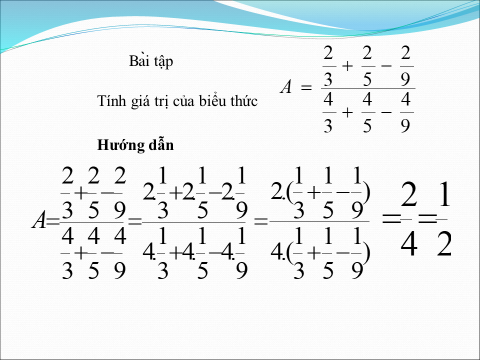 Bài tập
Tính giá trị của biểu thức
A = (2/3 + 2/5 − 2/9)/(4/3 + 4/5 − 4/9)
Hướng dẫn
A = (2/3 + 2/5 − 2/9)/(4/3 + 4/5 − 4/9) = (2.1/3 + 2.1/5 − 2.1/9)/(4.1/3 + 4.1/5 − 4.1/9) = 2.(1/3 + 1/5 − 1/9)/4.(1/3 + 1/5 − 1/9) = 2/4 = 1/2